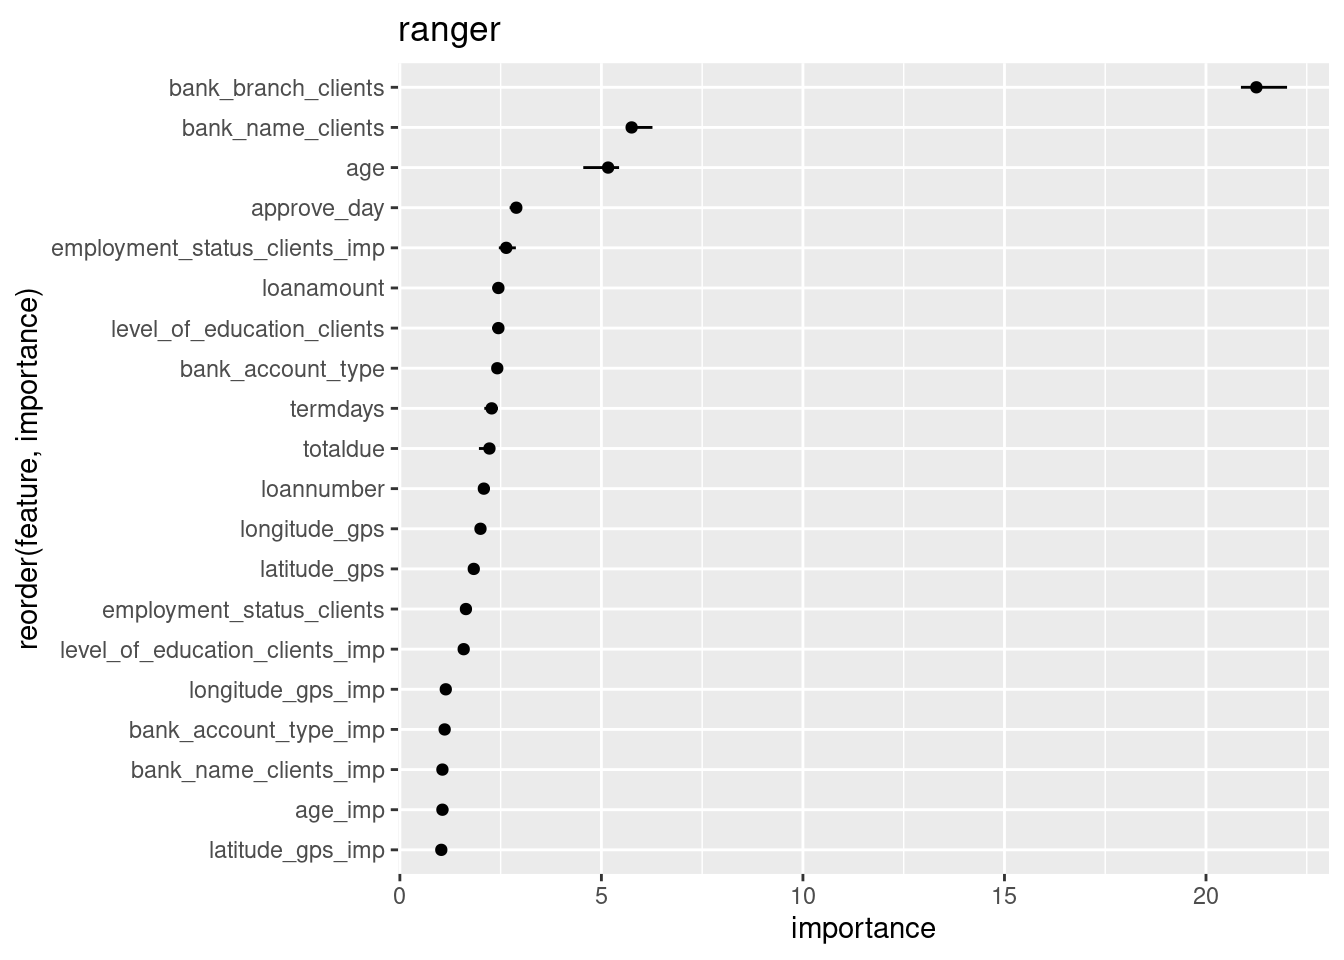 ranger
bank_branch_clients
bank_name_clients
age
approve_day
employment_status_clients_imp
loanamount
level_of_education_clients
bank_account_type
termdays
totaldue
loannumber
longitude_gps
latitude_gps
employment_status_clients
level_of_education_clients_imp
longitude_gps_imp
bank_account_type_imp
bank_name_clients_imp
age_imp
latitude_gps_imp
reorder(feature, importance)
0 5 10 15 20
importance